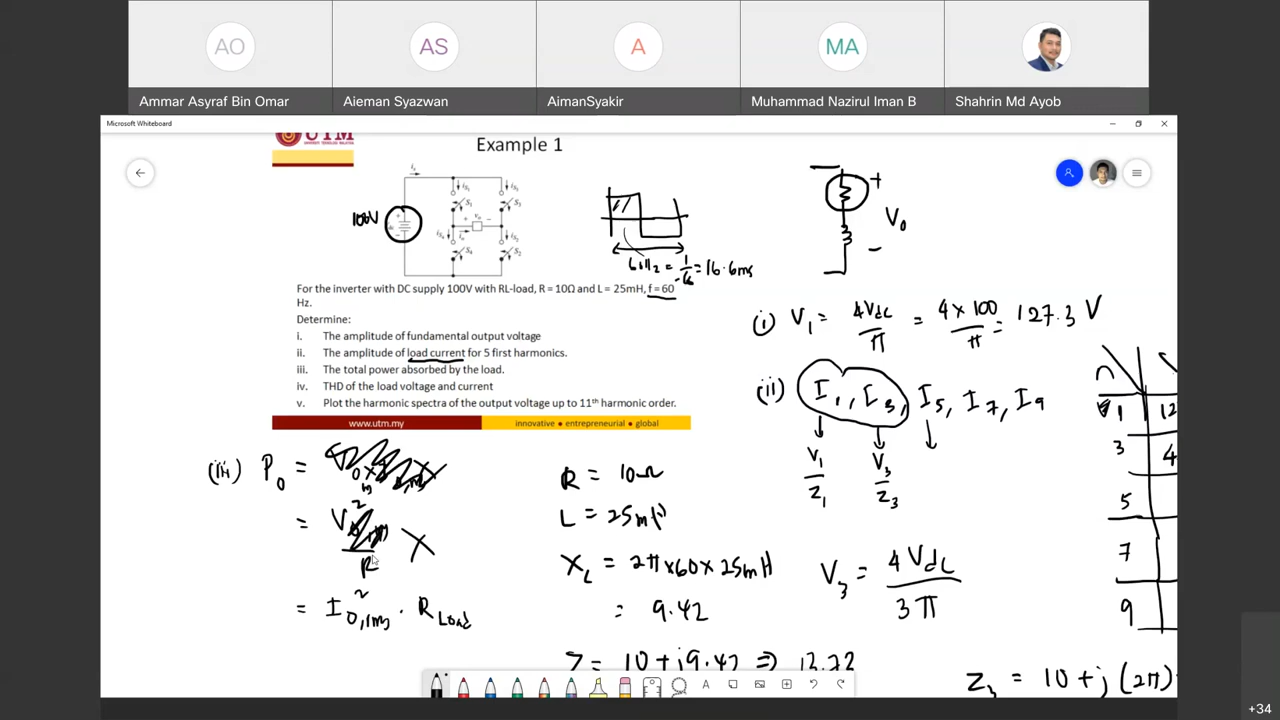 AO
AS
A
MA
Ammar Asyraf Bin Omar
Aieman Syazwan
AimanSyakir
Muhammad Nazirul Iman B
Shahrin Md Ayob
Microsoft Whiteboard
UTM
Example 1
100V
60Hz = 1/60 = 16.6ms
+
V₀
−
For the inverter with DC supply 100V with RL-load, R = 10Ω and L = 25mH, f = 60
Hz.
Determine:
i. The amplitude of fundamental output voltage
ii. The amplitude of load current for 5 first harmonics.
iii. The total power absorbed by the load.
iv. THD of the load voltage and current
v. Plot the harmonic spectra of the output voltage up to 11th harmonic order.
www.utm.my
innovative ● entrepreneurial ● global
(i) V₁ = 4Vdc/π = 4 × 100/π = 127.3 V
(ii) I₁, I₃, I₅, I₇, I₉
V₁/Z₁ V₃/Z₃
n
1 12
3 4
5
7
9
(iii) P₀ =
=
R
= I₀,rms² · RLoad
R = 10Ω
L = 25mH
XL = 2π×60×25mH
= 9.42
Z = 10 + j9.42 ⇒ 13.73
V₃ = 4Vdc/3π
Z₃ = 10 + j (2π)
+34